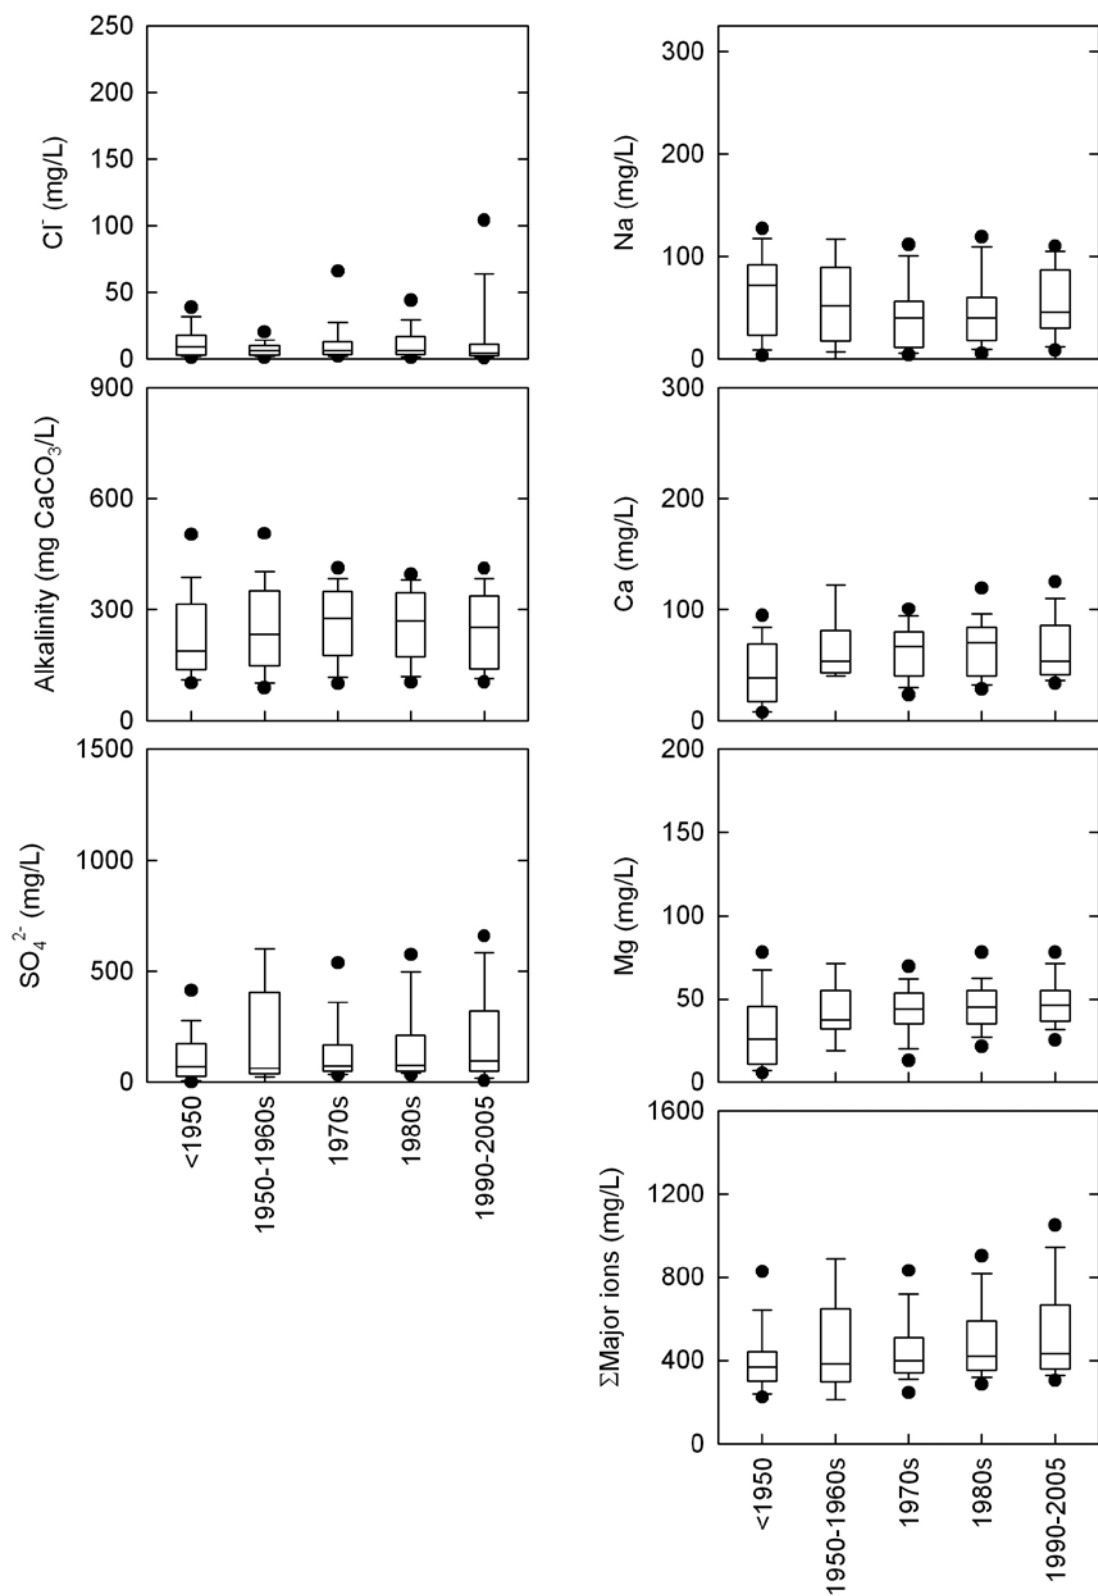 250
200
150
100
50
0
Cl⁻ (mg/L)
300
200
100
0
Na (mg/L)
900
600
300
0
Alkalinity (mg CaCO₃/L)
300
200
100
0
Ca (mg/L)
1500
1000
500
0
SO₄²⁻ (mg/L)
<1950
1950-1960s
1970s
1980s
1990-2005
200
150
100
50
0
Mg (mg/L)
1600
1200
800
400
0
ΣMajor ions (mg/L)
<1950
1950-1960s
1970s
1980s
1990-2005